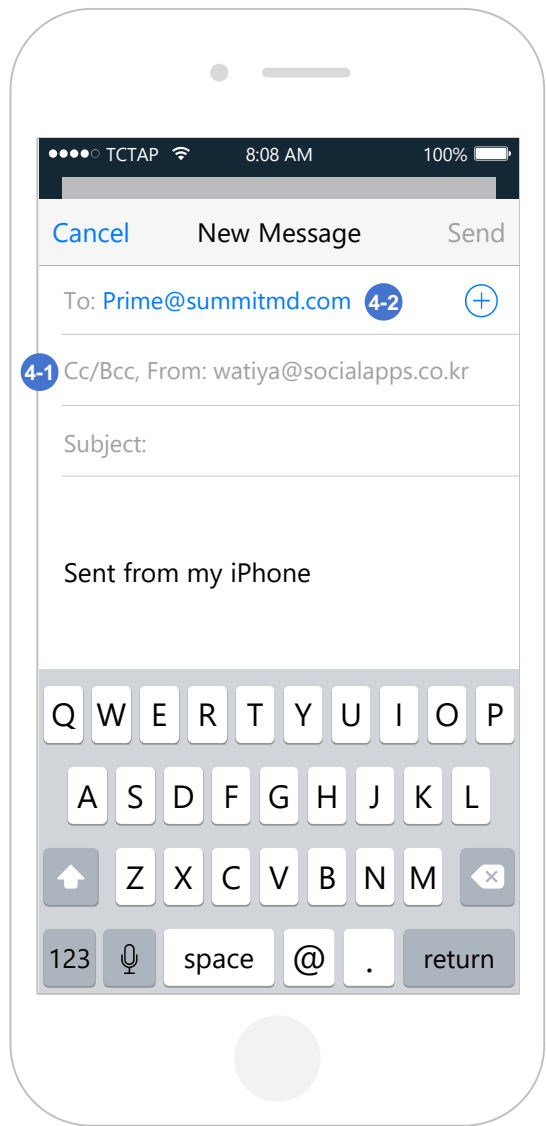 TCTAP 8:08 AM 100%
Cancel New Message Send
To: Prime@summitmd.com 4-2
4-1 Cc/Bcc, From: watiya@socialapps.co.kr
Subject:
Sent from my iPhone
Q W E R T Y U I O P
A S D F G H J K L
Z X C V B N M
123 space @ . return